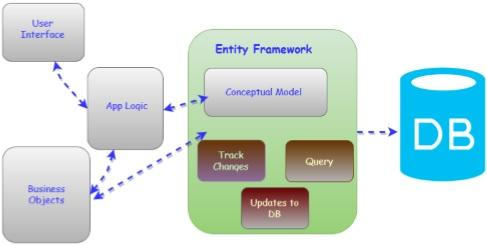 User
Interface
Entity Framework
Conceptual Model
App Logic
Track
Changes
Query
DB
Business
Objects
Updates to
DB